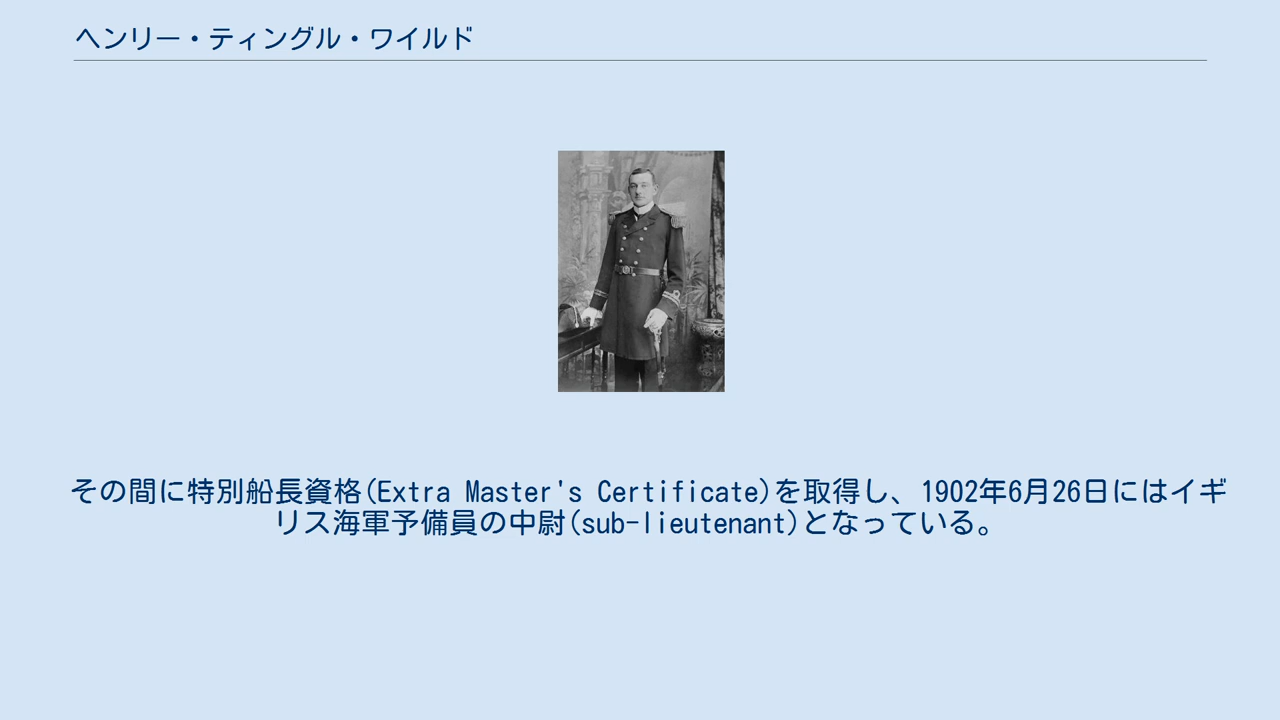 ヘンリー・ティングル・ワイルド
その間に特別船長資格(Extra Master's Certificate)を取得し、1902年6月26日にはイギ
リス海軍予備員の中尉(sub-lieutenant)となっている。